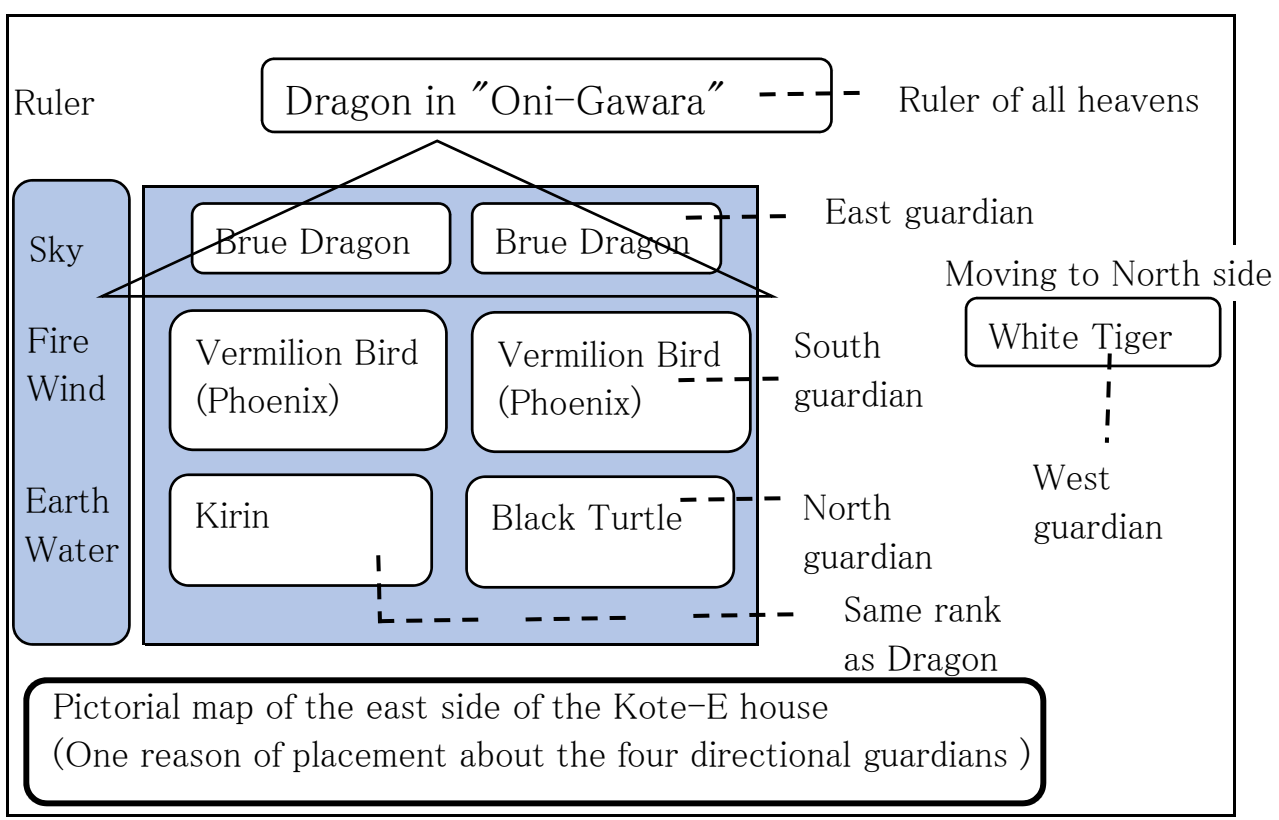 Ruler
Dragon in "Oni-Gawara"
Ruler of all heavens
Sky
Brue Dragon
Brue Dragon
East guardian
Moving to North side
White Tiger
Fire
Wind
Vermilion Bird
(Phoenix)
Vermilion Bird
(Phoenix)
South
guardian
West
guardian
Earth
Water
Kirin
Black Turtle
North
guardian
Same rank
as Dragon
Pictorial map of the east side of the Kote-E house
(One reason of placement about the four directional guardians )